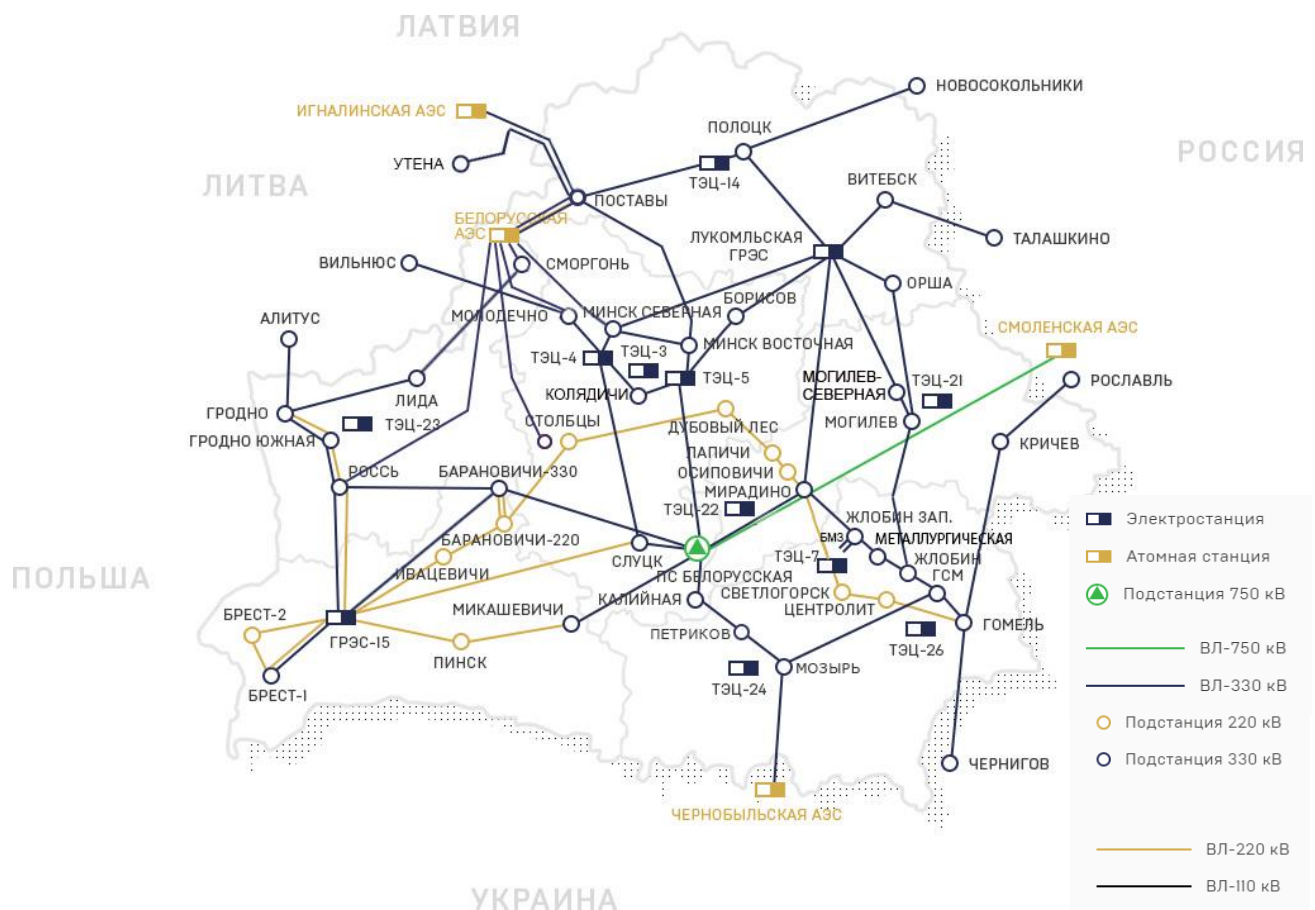 ЛАТВИЯ
НОВОСОКОЛЬНИКИ
ИГНАЛИНСКАЯ АЭС
ПОЛОЦК
РОССИЯ
УТЕНА
ТЭЦ-14
ВИТЕБСК
ЛИТВА
ПОСТАВЫ
БЕЛОРУССКАЯ
АЭС
ЛУКОМЛЬСКАЯ
ГРЭС
ТАЛАШКИНО
ВИЛЬНЮС
СМОРГОНЬ
ОРША
БОРИСОВ
АЛИТУС
МОЛОДЕЧНО
МИНСК СЕВЕРНАЯ
СМОЛЕНСКАЯ АЭС
МИНСК ВОСТОЧНАЯ
ТЭЦ-4
ТЭЦ-3
ТЭЦ-5
МОГИЛЕВ-
СЕВЕРНАЯ
ТЭЦ-21
РОСЛАВЛЬ
КОЛЯДИЧИ
ЛИДА
ГРОДНО
ТЭЦ-23
СТОЛБЦЫ
ДУБОВЫЙ ЛЕС
МОГИЛЕВ
ГРОДНО ЮЖНАЯ
КРИЧЕВ
ЛАПИЧИ
РОССЬ
БАРАНОВИЧИ-330
ОСИПОВИЧИ
МИРАДИНО
ТЭЦ-22
ЖЛОБИН ЗАП.
Электростанция
БАРАНОВИЧИ-220
БМЗ
МЕТАЛЛУРГИЧЕСКАЯ
ТЭЦ-7
ЖЛОБИН
ГСМ
Атомная станция
СЛУЦК
ИВАЦЕВИЧИ
ПОЛЬША
ПС БЕЛОРУССКАЯ
СВЕТЛОГОРСК
Подстанция 750 кВ
КАЛИЙНАЯ
ЦЕНТРОЛИТ
МИКАШЕВИЧИ
БРЕСТ-2
ГОМЕЛЬ
ПЕТРИКОВ
ГРЭС-15
ТЭЦ-26
ВЛ-750 кВ
ПИНСК
МОЗЫРЬ
ВЛ-330 кВ
ТЭЦ-24
БРЕСТ-1
Подстанция 220 кВ
Подстанция 330 кВ
ЧЕРНИГОВ
ЧЕРНОБЫЛЬСКАЯ АЭС
ВЛ-220 кВ
ВЛ-110 кВ
УКРАИНА